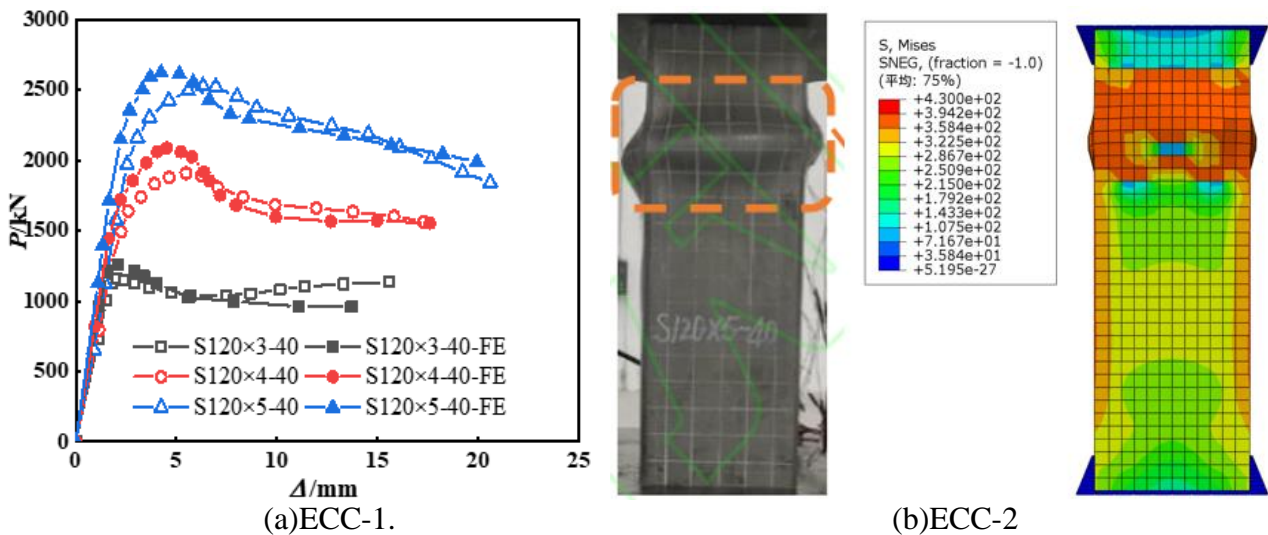 3000
2500
2000
1500
1000
500
0
P/kN
0 5 10 15 20 25
Δ/mm
S120×3-40 S120×3-40-FE
S120×4-40 S120×4-40-FE
S120×5-40 S120×5-40-FE
(a)ECC-1.
S120X5-40
S, Mises
SNEG, (fraction = -1.0)
(平均: 75%)
+4.300e+02
+3.942e+02
+3.584e+02
+3.225e+02
+2.867e+02
+2.509e+02
+2.150e+02
+1.792e+02
+1.433e+02
+1.075e+02
+7.167e+01
+3.584e+01
+5.195e-27
(b)ECC-2